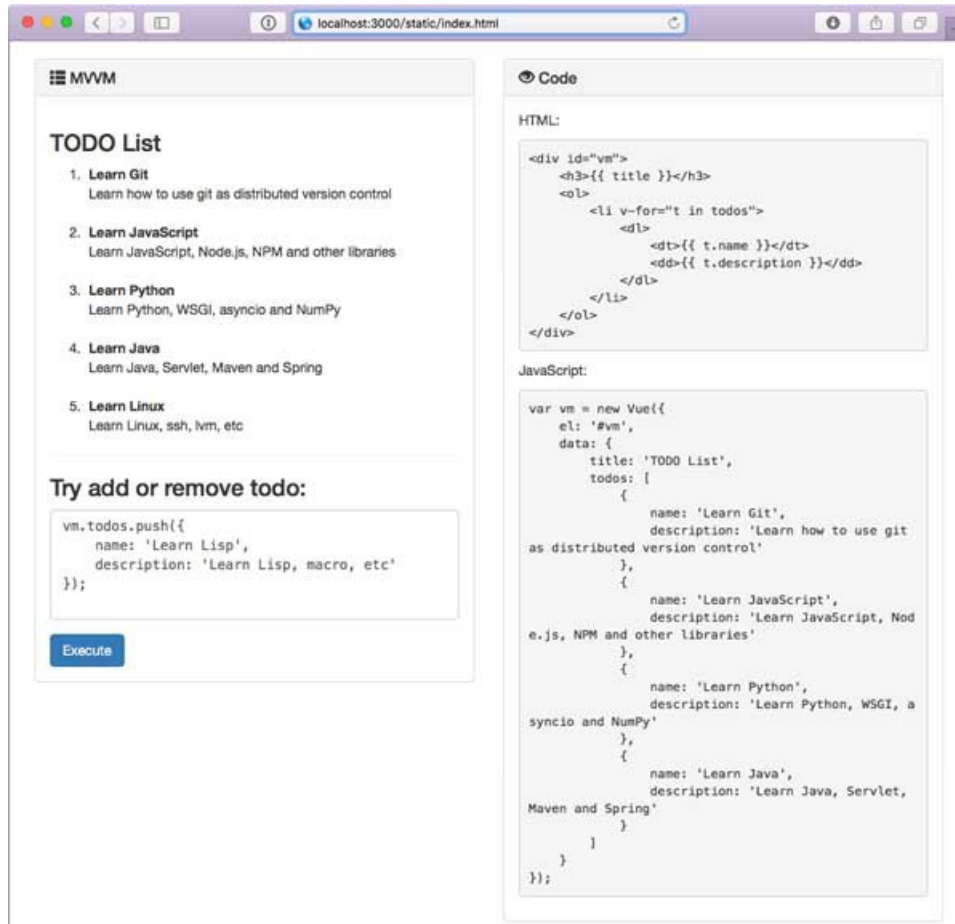 localhost:3000/static/index.html
MVVM
TODO List
1. Learn Git
Learn how to use git as distributed version control
2. Learn JavaScript
Learn JavaScript, Node.js, NPM and other libraries
3. Learn Python
Learn Python, WSGI, asyncio and NumPy
4. Learn Java
Learn Java, Servlet, Maven and Spring
5. Learn Linux
Learn Linux, ssh, lvm, etc
Try add or remove todo:
vm.todos.push({
    name: 'Learn Lisp',
    description: 'Learn Lisp, macro, etc'
});
Execute
Code
HTML:
<div id="vm">
    <h3>{{ title }}</h3>
    <ol>
        <li v-for="t in todos">
            <dl>
                <dt>{{ t.name }}</dt>
                <dd>{{ t.description }}</dd>
            </dl>
        </li>
    </ol>
</div>
JavaScript:
var vm = new Vue({
    el: '#vm',
    data: {
        title: 'TODO List',
        todos: [
            {
                name: 'Learn Git',
                description: 'Learn how to use git
as distributed version control'
            },
            {
                name: 'Learn JavaScript',
                description: 'Learn JavaScript, Nod
e.js, NPM and other libraries'
            },
            {
                name: 'Learn Python',
                description: 'Learn Python, WSGI, a
syncio and NumPy'
            },
            {
                name: 'Learn Java',
                description: 'Learn Java, Servlet,
Maven and Spring'
            }
        ]
    }
});